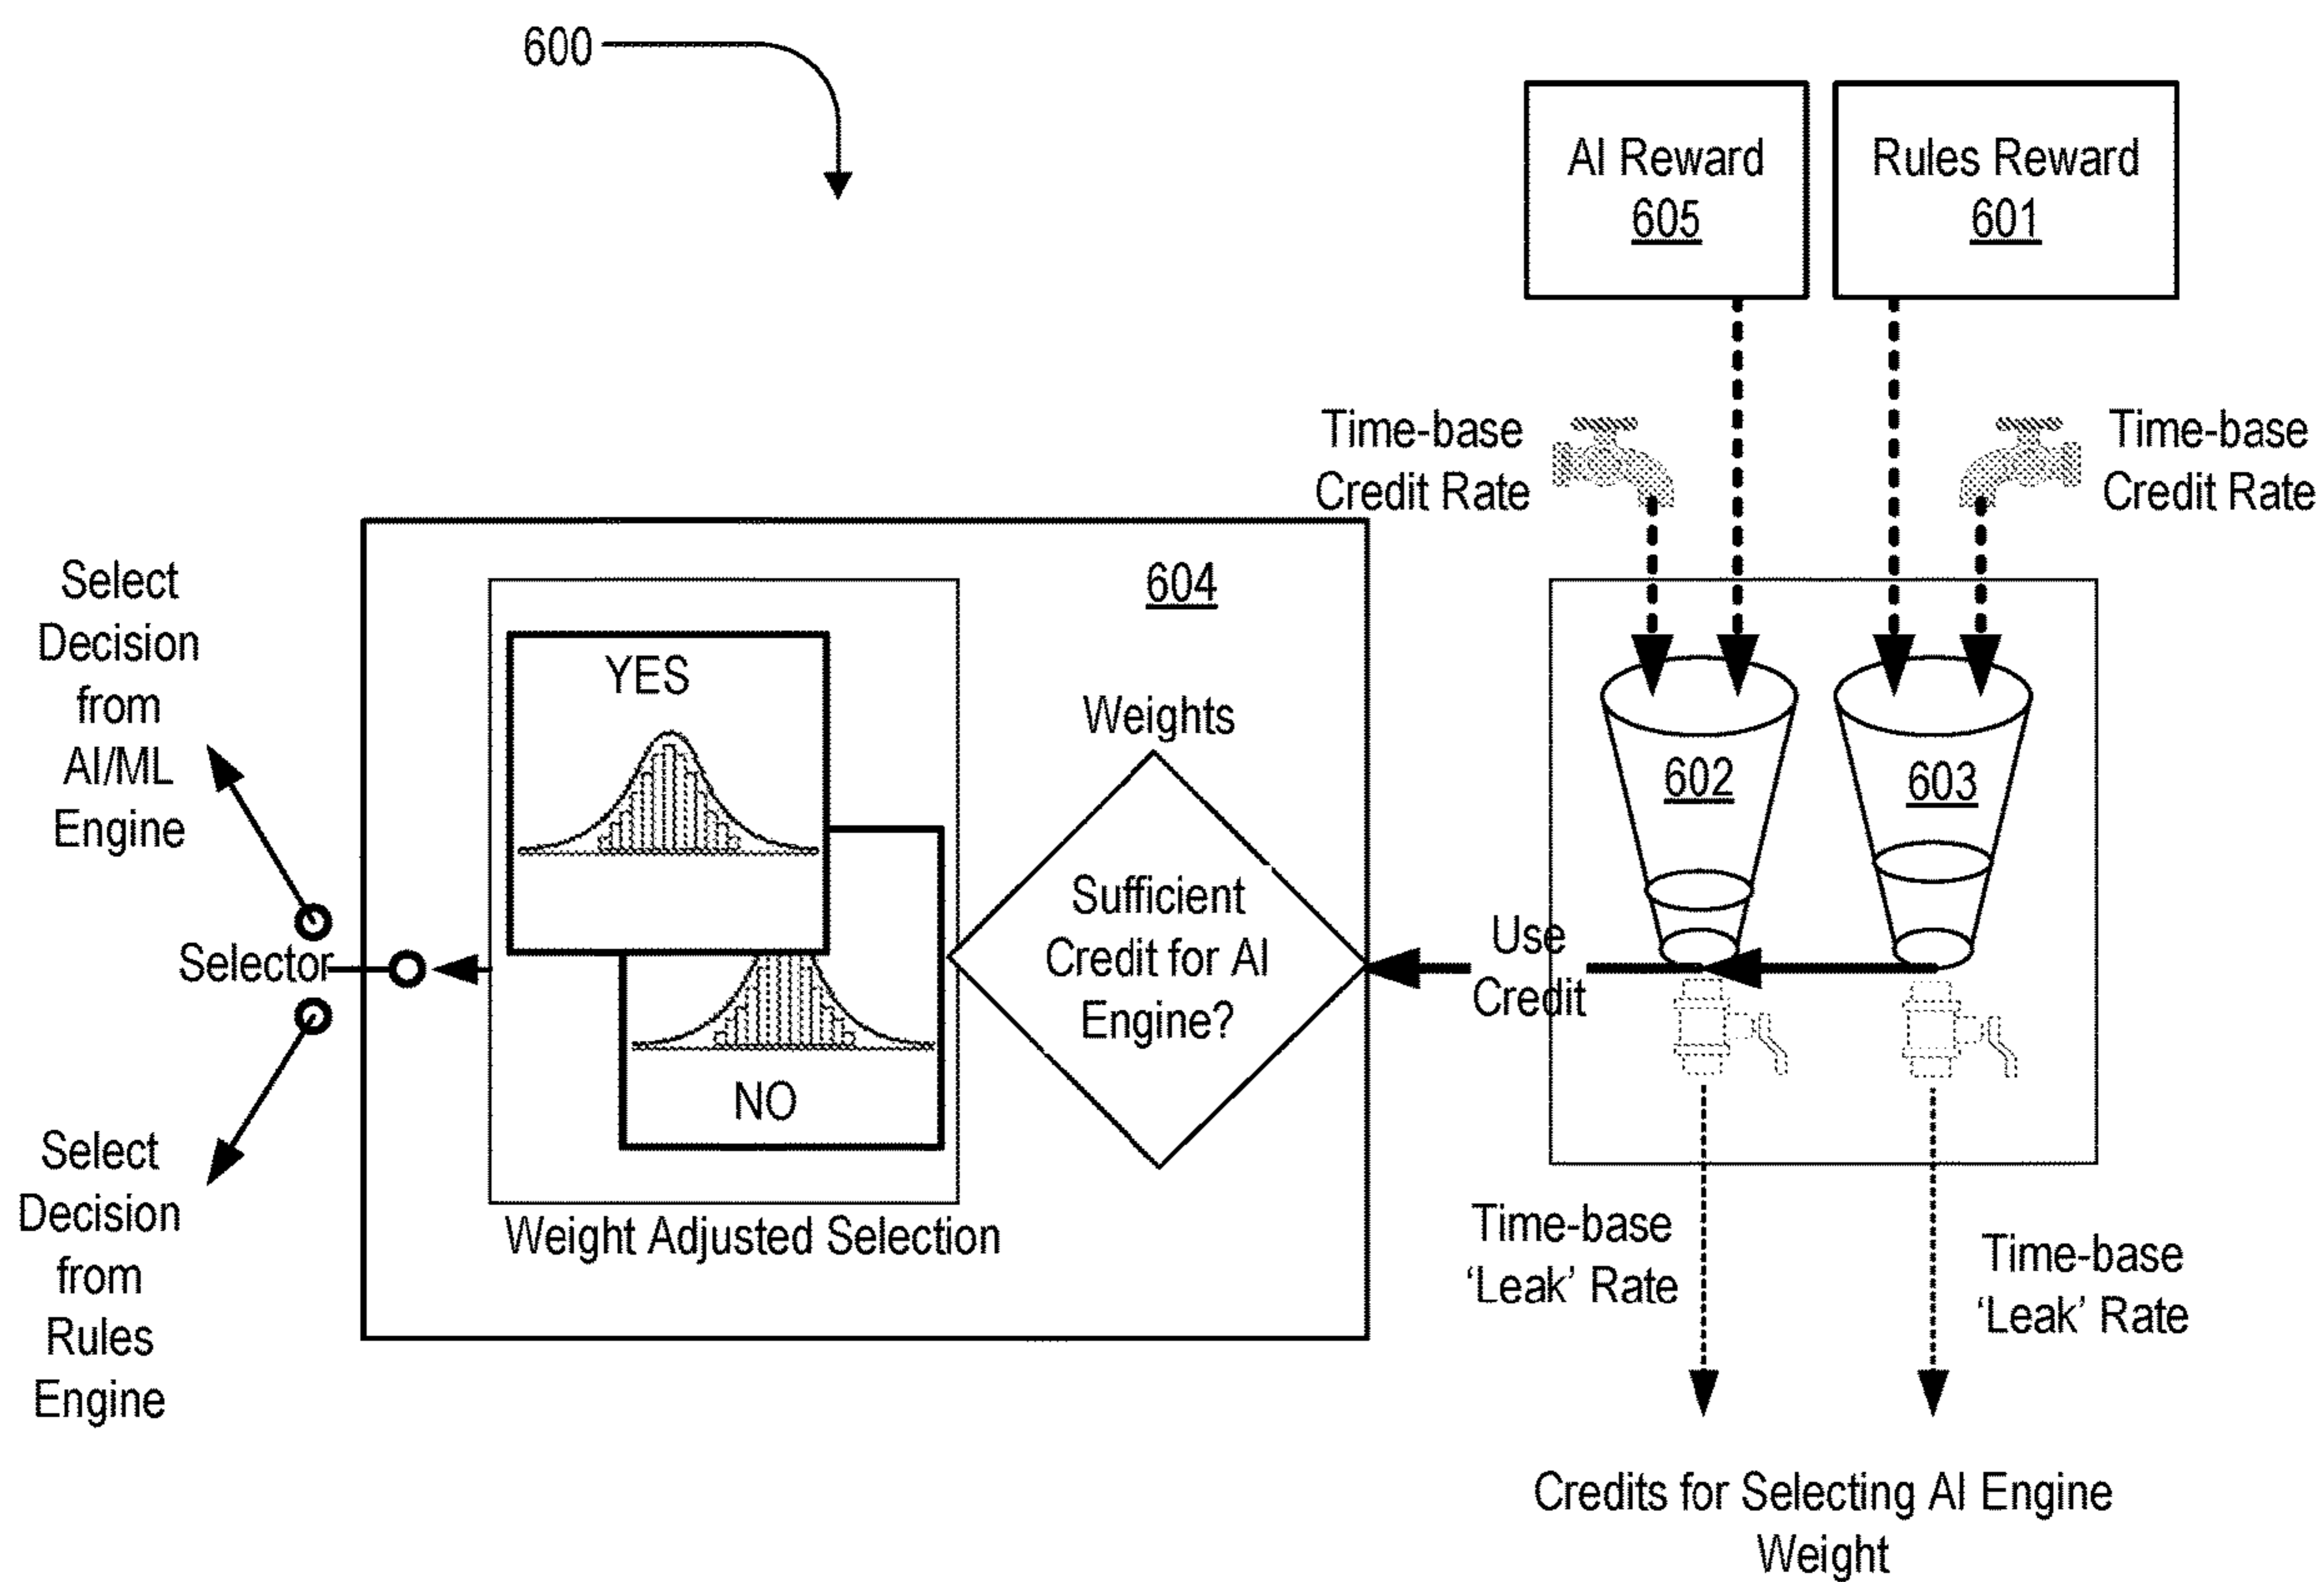 600
AI Reward
605
Rules Reward
601
Time-base
Credit Rate
Time-base
Credit Rate
604
Select
Decision
from
AI/ML
Engine
YES
Weights
602
603
Sufficient
Credit for AI
Engine?
Use
Credit
Selector
NO
Select
Decision
from
Rules
Engine
Weight Adjusted Selection
Time-base
‘Leak’ Rate
Time-base
‘Leak’ Rate
Credits for Selecting AI Engine
Weight